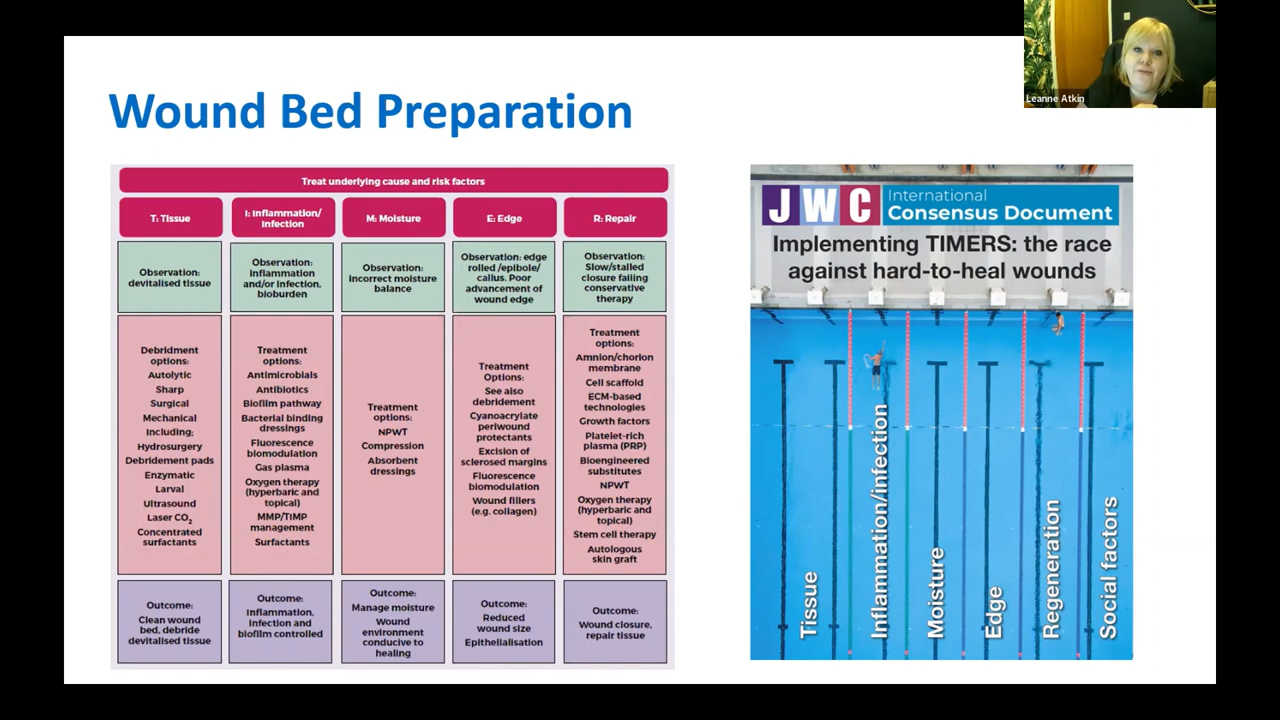 Leanne Atkin
Wound Bed Preparation
Treat underlying cause and risk factors
T: Tissue
Observation:
devitalised tissue
Debridment
options:
Autolytic
Sharp
Surgical
Mechanical
Including;
Hydrosurgery
Debridement pads
Enzymatic
Larval
Ultrasound
Laser CO2
Concentrated
surfactants
Outcome:
Clean wound
bed, debride
devitalised tissue
I: Inflammation/
Infection
Observation:
inflammation
and/or infection,
bioburden
Treatment
options:
Antimicrobials
Antibiotics
Biofilm pathway
Bacterial binding
dressings
Fluorescence
biomodulation
Gas plasma
Oxygen therapy
(hyperbaric and
topical)
MMP/TIMP
management
Surfactants
Outcome:
Inflammation,
infection and
biofilm controlled
M: Moisture
Observation:
incorrect moisture
balance
Treatment
options:
NPWT
Compression
Absorbent
dressings
Outcome:
Manage moisture
Wound
environment
conducive to
healing
E: Edge
Observation: edge
rolled /epibole/
callus. Poor
advancement of
wound edge
Treatment
Options:
See also
debridement
Cyanoacrylate
periwound
protectants
Excision of
sclerosed margins
Fluorescence
biomodulation
Wound fillers
(e.g. collagen)
Outcome:
Reduced
wound size
Epithelialisation
R: Repair
Observation:
Slow/stalled
closure failing
conservative
therapy
Treatment
options:
Amnion/chorion
membrane
Cell scaffold
ECM-based
technologies
Growth factors
Platelet-rich
plasma (PRP)
Bioengineered
substitutes
NPWT
Oxygen therapy
(hyperbaric and
topical)
Stem cell therapy
Autologous
skin graft
Outcome:
Wound closure,
repair tissue
JWC
International
Consensus Document
Implementing TIMERS: the race
against hard-to-heal wounds
Tissue
Inflammation/infection
Moisture
Edge
Regeneration
Social factors